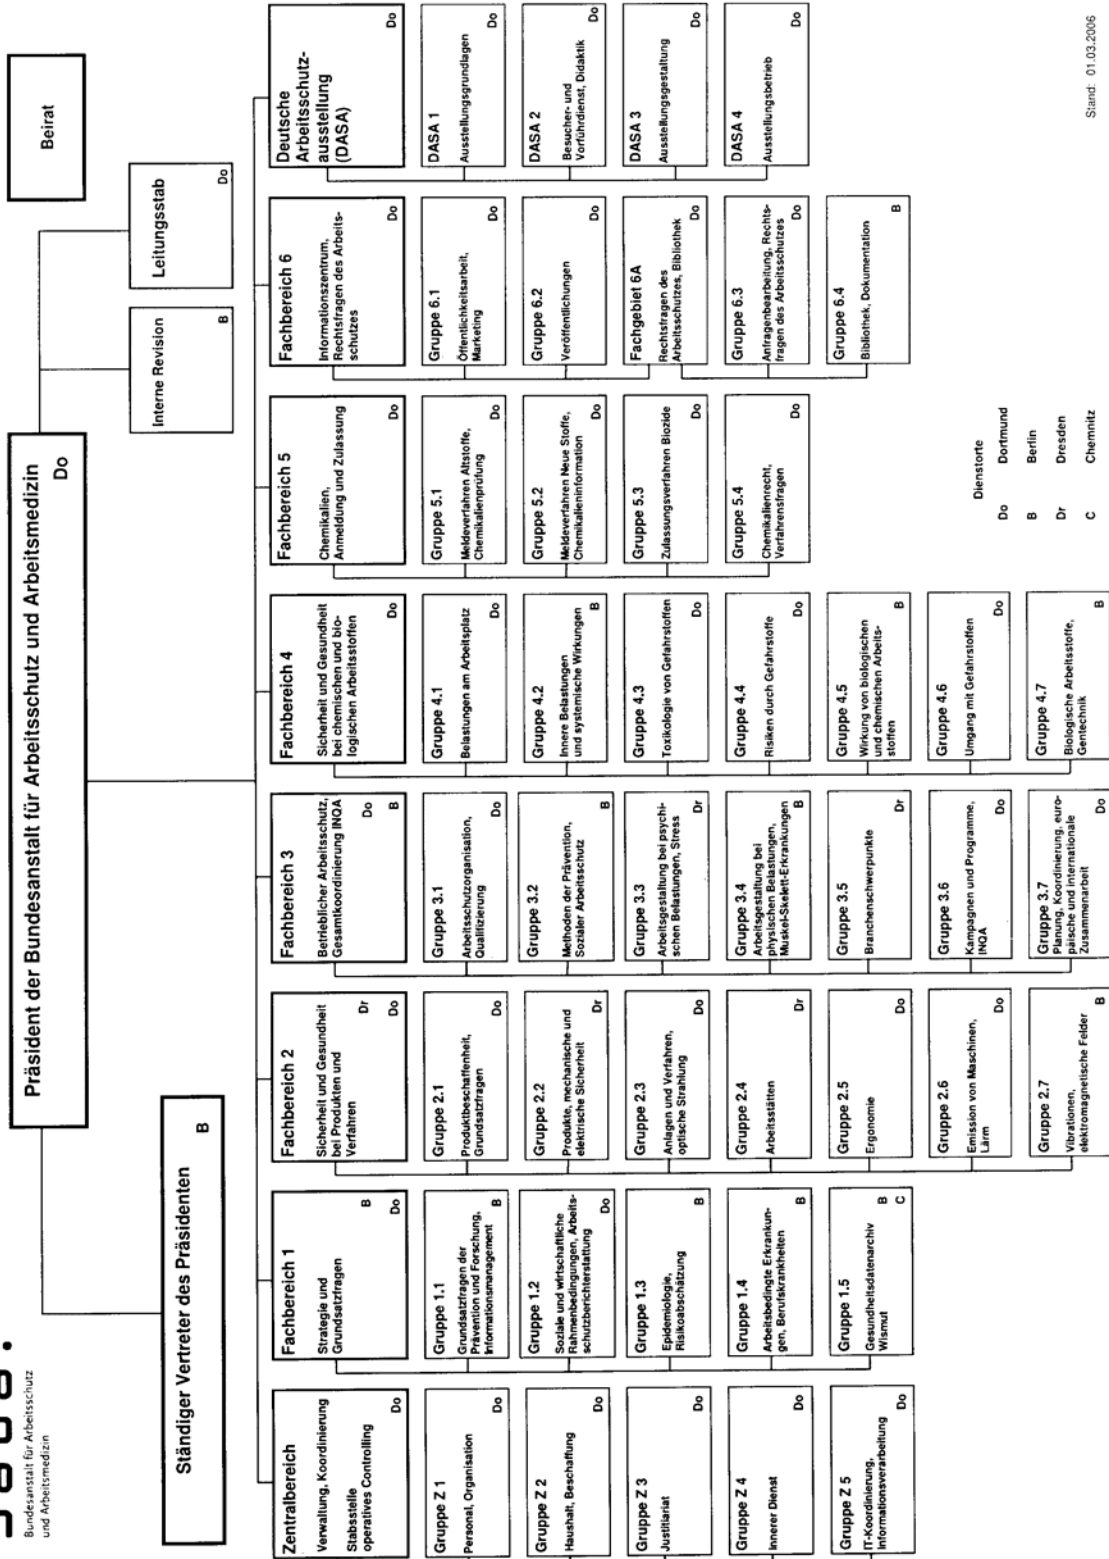 Bundesanstalt für Arbeitsschutz
und Arbeitsmedizin
Präsident der Bundesanstalt für Arbeitsschutz und Arbeitsmedizin
Do
Beirat
Ständiger Vertreter des Präsidenten
B
Interne Revision
B
Leitungsstab
Do
Zentralbereich
Verwaltung, Koordinierung
Stabsstelle
operatives Controlling
Do
Gruppe Z 1
Personal, Organisation
Do
Gruppe Z 2
Haushalt, Beschaffung
Do
Gruppe Z 3
Justitiariat
Do
Gruppe Z 4
Innerer Dienst
Do
Gruppe Z 5
IT-Koordinierung,
Informationsverarbeitung
Do
Fachbereich 1
Strategie und
Grundsatzfragen
B
Do
Gruppe 1.1
Grundsatzfragen der
Prävention und Forschung,
Informationsmanagement
B
Gruppe 1.2
Soziale und wirtschaftliche
Rahmenbedingungen, Arbeits-
schutzberichterstattung
Do
Gruppe 1.3
Epidemiologie,
Risikoabschätzung
B
Gruppe 1.4
Arbeitsbedingte Erkrankun-
gen, Berufskrankheiten
B
Gruppe 1.5
Gesundheitsdatenarchiv
Wismut
B
C
Fachbereich 2
Sicherheit und Gesundheit
bei Produkten und
Verfahren
Dr
Do
Gruppe 2.1
Produktbeschaffenheit,
Grundsatzfragen
Do
Gruppe 2.2
Produkte, mechanische und
elektrische Sicherheit
Dr
Gruppe 2.3
Anlagen und Verfahren,
optische Strahlung
Do
Gruppe 2.4
Arbeitsstätten
Dr
Gruppe 2.5
Ergonomie
Do
Gruppe 2.6
Emission von Maschinen,
Lärm
Do
Gruppe 2.7
Vibrationen,
elektromagnetische Felder
B
Fachbereich 3
Betrieblicher Arbeitsschutz,
Gesamtkoordinierung INQA
Do
B
Gruppe 3.1
Arbeitsschutzorganisation,
Qualifizierung
Do
Gruppe 3.2
Methoden der Prävention,
Sozialer Arbeitsschutz
B
Gruppe 3.3
Arbeitsgestaltung bei psychi-
schen Belastungen, Stress
Dr
Gruppe 3.4
Arbeitsgestaltung bei
physischen Belastungen,
Muskel-Skelett-Erkrankungen
B
Gruppe 3.5
Branchenschwerpunkte
Dr
Gruppe 3.6
Kampagnen und Programme,
INQA
Do
Gruppe 3.7
Planung, Koordinierung, euro-
päische und internationale
Zusammenarbeit
Do
Fachbereich 4
Sicherheit und Gesundheit
bei chemischen und bio-
logischen Arbeitsstoffen
Do
Gruppe 4.1
Belastungen am Arbeitsplatz
Do
Gruppe 4.2
Innere Belastungen
und systemische Wirkungen
B
Gruppe 4.3
Toxikologie von Gefahrstoffen
Do
Gruppe 4.4
Risiken durch Gefahrstoffe
Do
Gruppe 4.5
Wirkung von biologischen
und chemischen Arbeits-
stoffen
B
Gruppe 4.6
Umgang mit Gefahrstoffen
Do
Gruppe 4.7
Biologische Arbeitsstoffe,
Gentechnik
B
Fachbereich 5
Chemikalien,
Anmeldung und Zulassung
Do
Gruppe 5.1
Meldeverfahren Altstoffe,
Chemikalienprüfung
Do
Gruppe 5.2
Meldeverfahren Neue Stoffe,
Chemikalieninformation
Do
Gruppe 5.3
Zulassungsverfahren Biozide
Do
Gruppe 5.4
Chemikalienrecht,
Verfahrensfragen
Do
Fachbereich 6
Informationszentrum,
Rechtsfragen des Arbeits-
schutzes
Do
Gruppe 6.1
Öffentlichkeitsarbeit,
Marketing
Do
Gruppe 6.2
Veröffentlichungen
Do
Fachgebiet 6A
Rechtsfragen des
Arbeitsschutzes, Bibliothek
Do
Gruppe 6.3
Anfragenbearbeitung, Rechts-
fragen des Arbeitsschutzes
Do
Gruppe 6.4
Bibliothek, Dokumentation
B
Deutsche
Arbeitsschutz-
ausstellung
(DASA)
Do
DASA 1
Ausstellungsgrundlagen
Do
DASA 2
Besucher- und
Vorführdienst, Didaktik
Do
DASA 3
Ausstellungsgestaltung
Do
DASA 4
Ausstellungsbetrieb
Do
Dienstorte
Do Dortmund
B Berlin
Dr Dresden
C Chemnitz
Stand: 01.03.2006